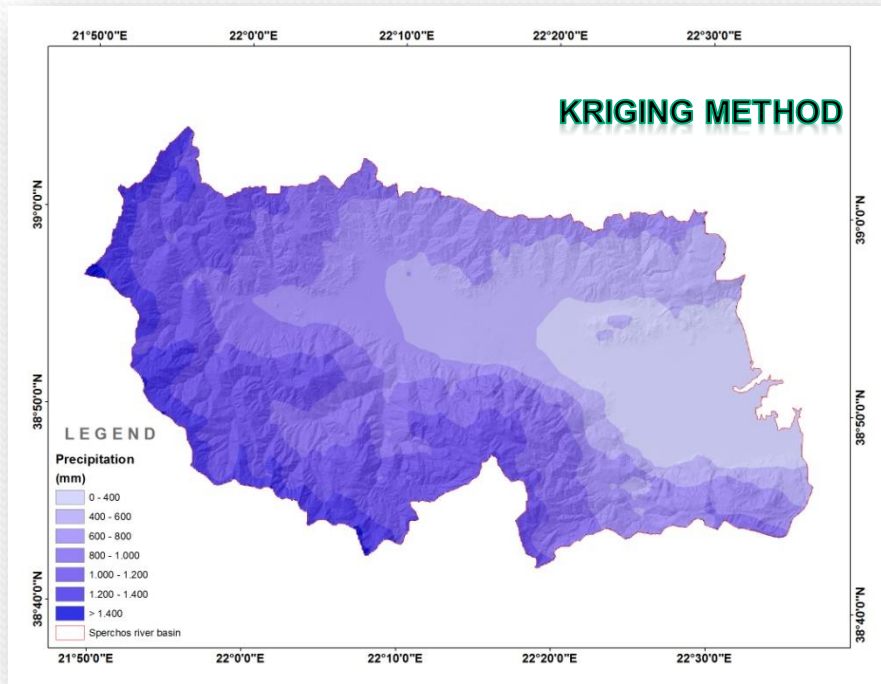 21°50'0"E 22°0'0"E 22°10'0"E 22°20'0"E 22°30'0"E
KRIGING METHOD
39°0'0"N
39°0'0"N
38°50'0"N
38°50'0"N
LEGEND
Precipitation
(mm)
0 - 400
400 - 600
600 - 800
800 - 1.000
1.000 - 1.200
1.200 - 1.400
> 1.400
Sperchos river basin
38°40'0"N
38°40'0"N
21°50'0"E 22°0'0"E 22°10'0"E 22°20'0"E 22°30'0"E